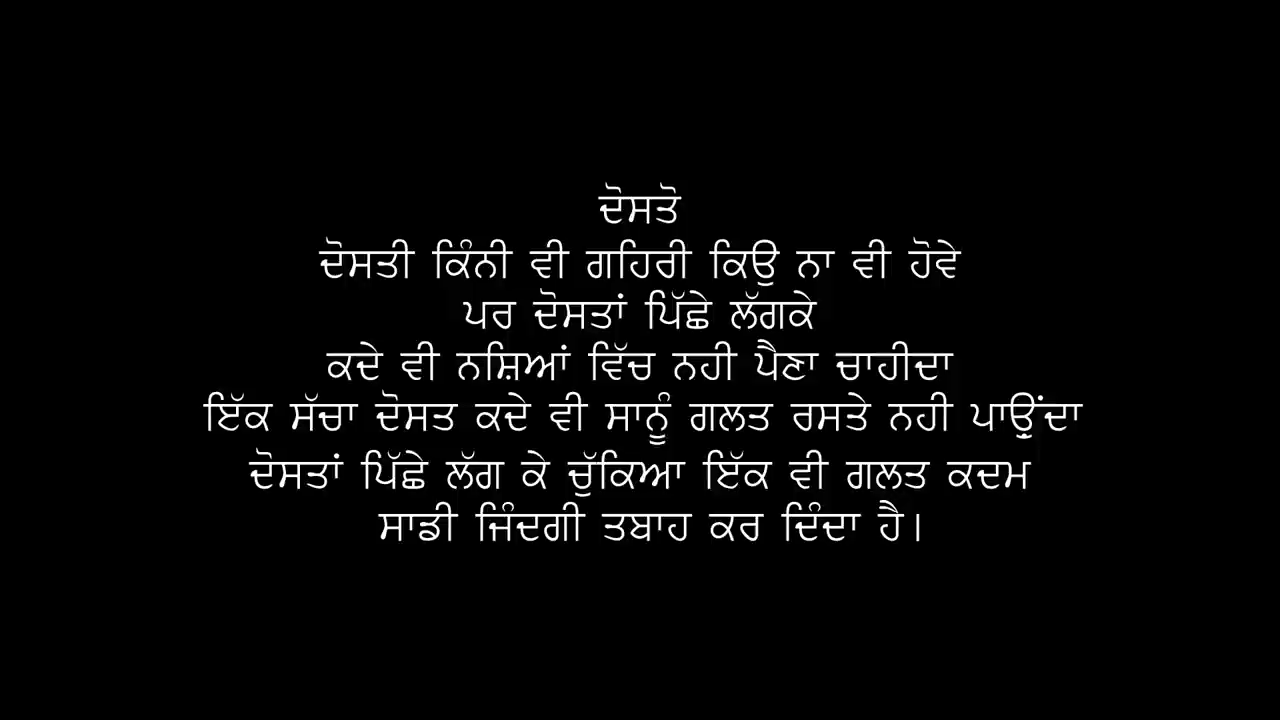 ਦੋਸਤੋ
ਦੋਸਤੀ ਕਿੰਨੀ ਵੀ ਗਹਿਰੀ ਕਿਉ ਨਾ ਵੀ ਹੋਵੇ
ਪਰ ਦੋਸਤਾਂ ਪਿੱਛੇ ਲੱਗਕੇ
ਕਦੇ ਵੀ ਨਸ਼ਿਆਂ ਵਿੱਚ ਨਹੀ ਪੈਣਾ ਚਾਹੀਦਾ
ਇੱਕ ਸੱਚਾ ਦੋਸਤ ਕਦੇ ਵੀ ਸਾਨੂੰ ਗਲਤ ਰਸਤੇ ਨਹੀ ਪਾਉਂਦਾ
ਦੋਸਤਾਂ ਪਿੱਛੇ ਲੱਗ ਕੇ ਚੁੱਕਿਆ ਇੱਕ ਵੀ ਗਲਤ ਕਦਮ
ਸਾਡੀ ਜਿੰਦਗੀ ਤਬਾਹ ਕਰ ਦਿੰਦਾ ਹੈ।